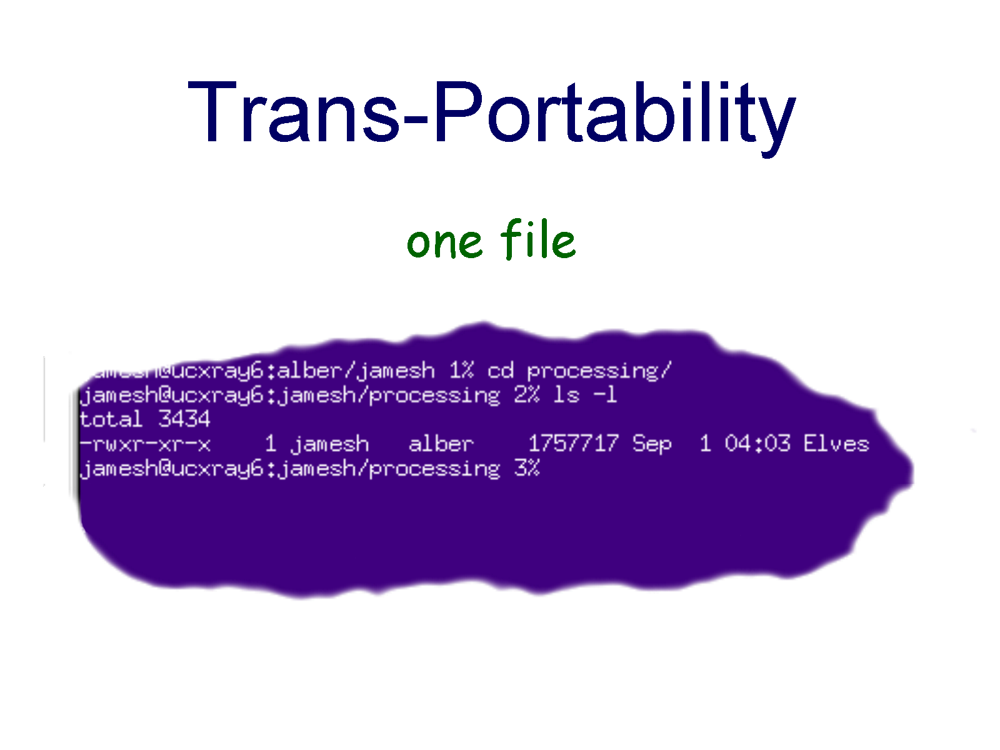 Trans-Portability
one file
jamesh@ucxray6:alber/jamesh 1% cd processing/
jamesh@ucxray6:jamesh/processing 2% ls -l
total 3434
-rwxr-xr-x    1 jamesh   alber    1757717 Sep  1 04:03 Elves
jamesh@ucxray6:jamesh/processing 3%